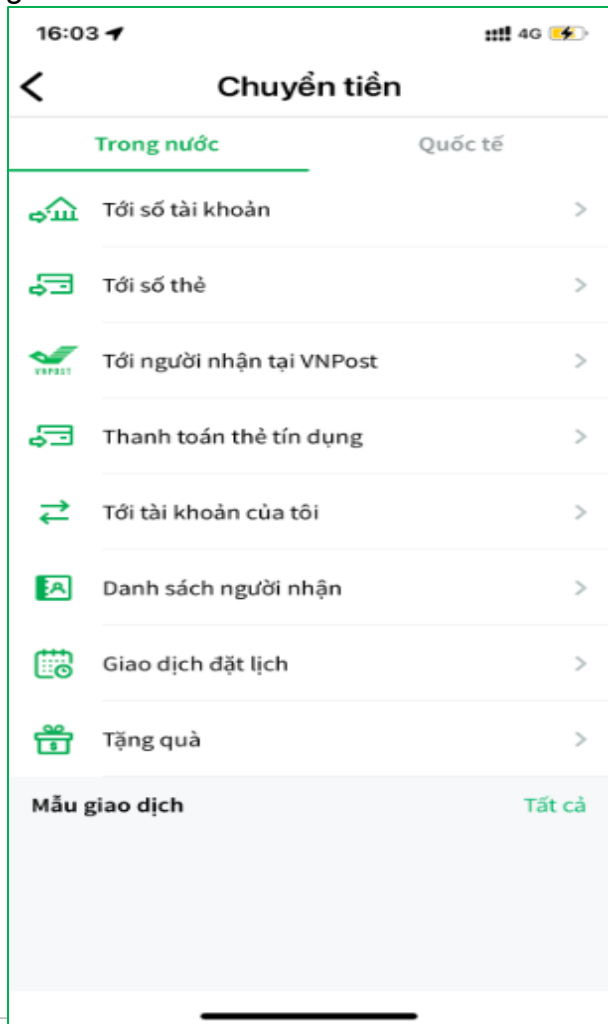 16:03 4G
Chuyển tiền
Trong nước Quốc tế
Tới số tài khoản
Tới số thẻ
VNPOST
Tới người nhận tại VNPost
Thanh toán thẻ tín dụng
Tới tài khoản của tôi
Danh sách người nhận
Giao dịch đặt lịch
Tặng quà
Mẫu giao dịch Tất cả